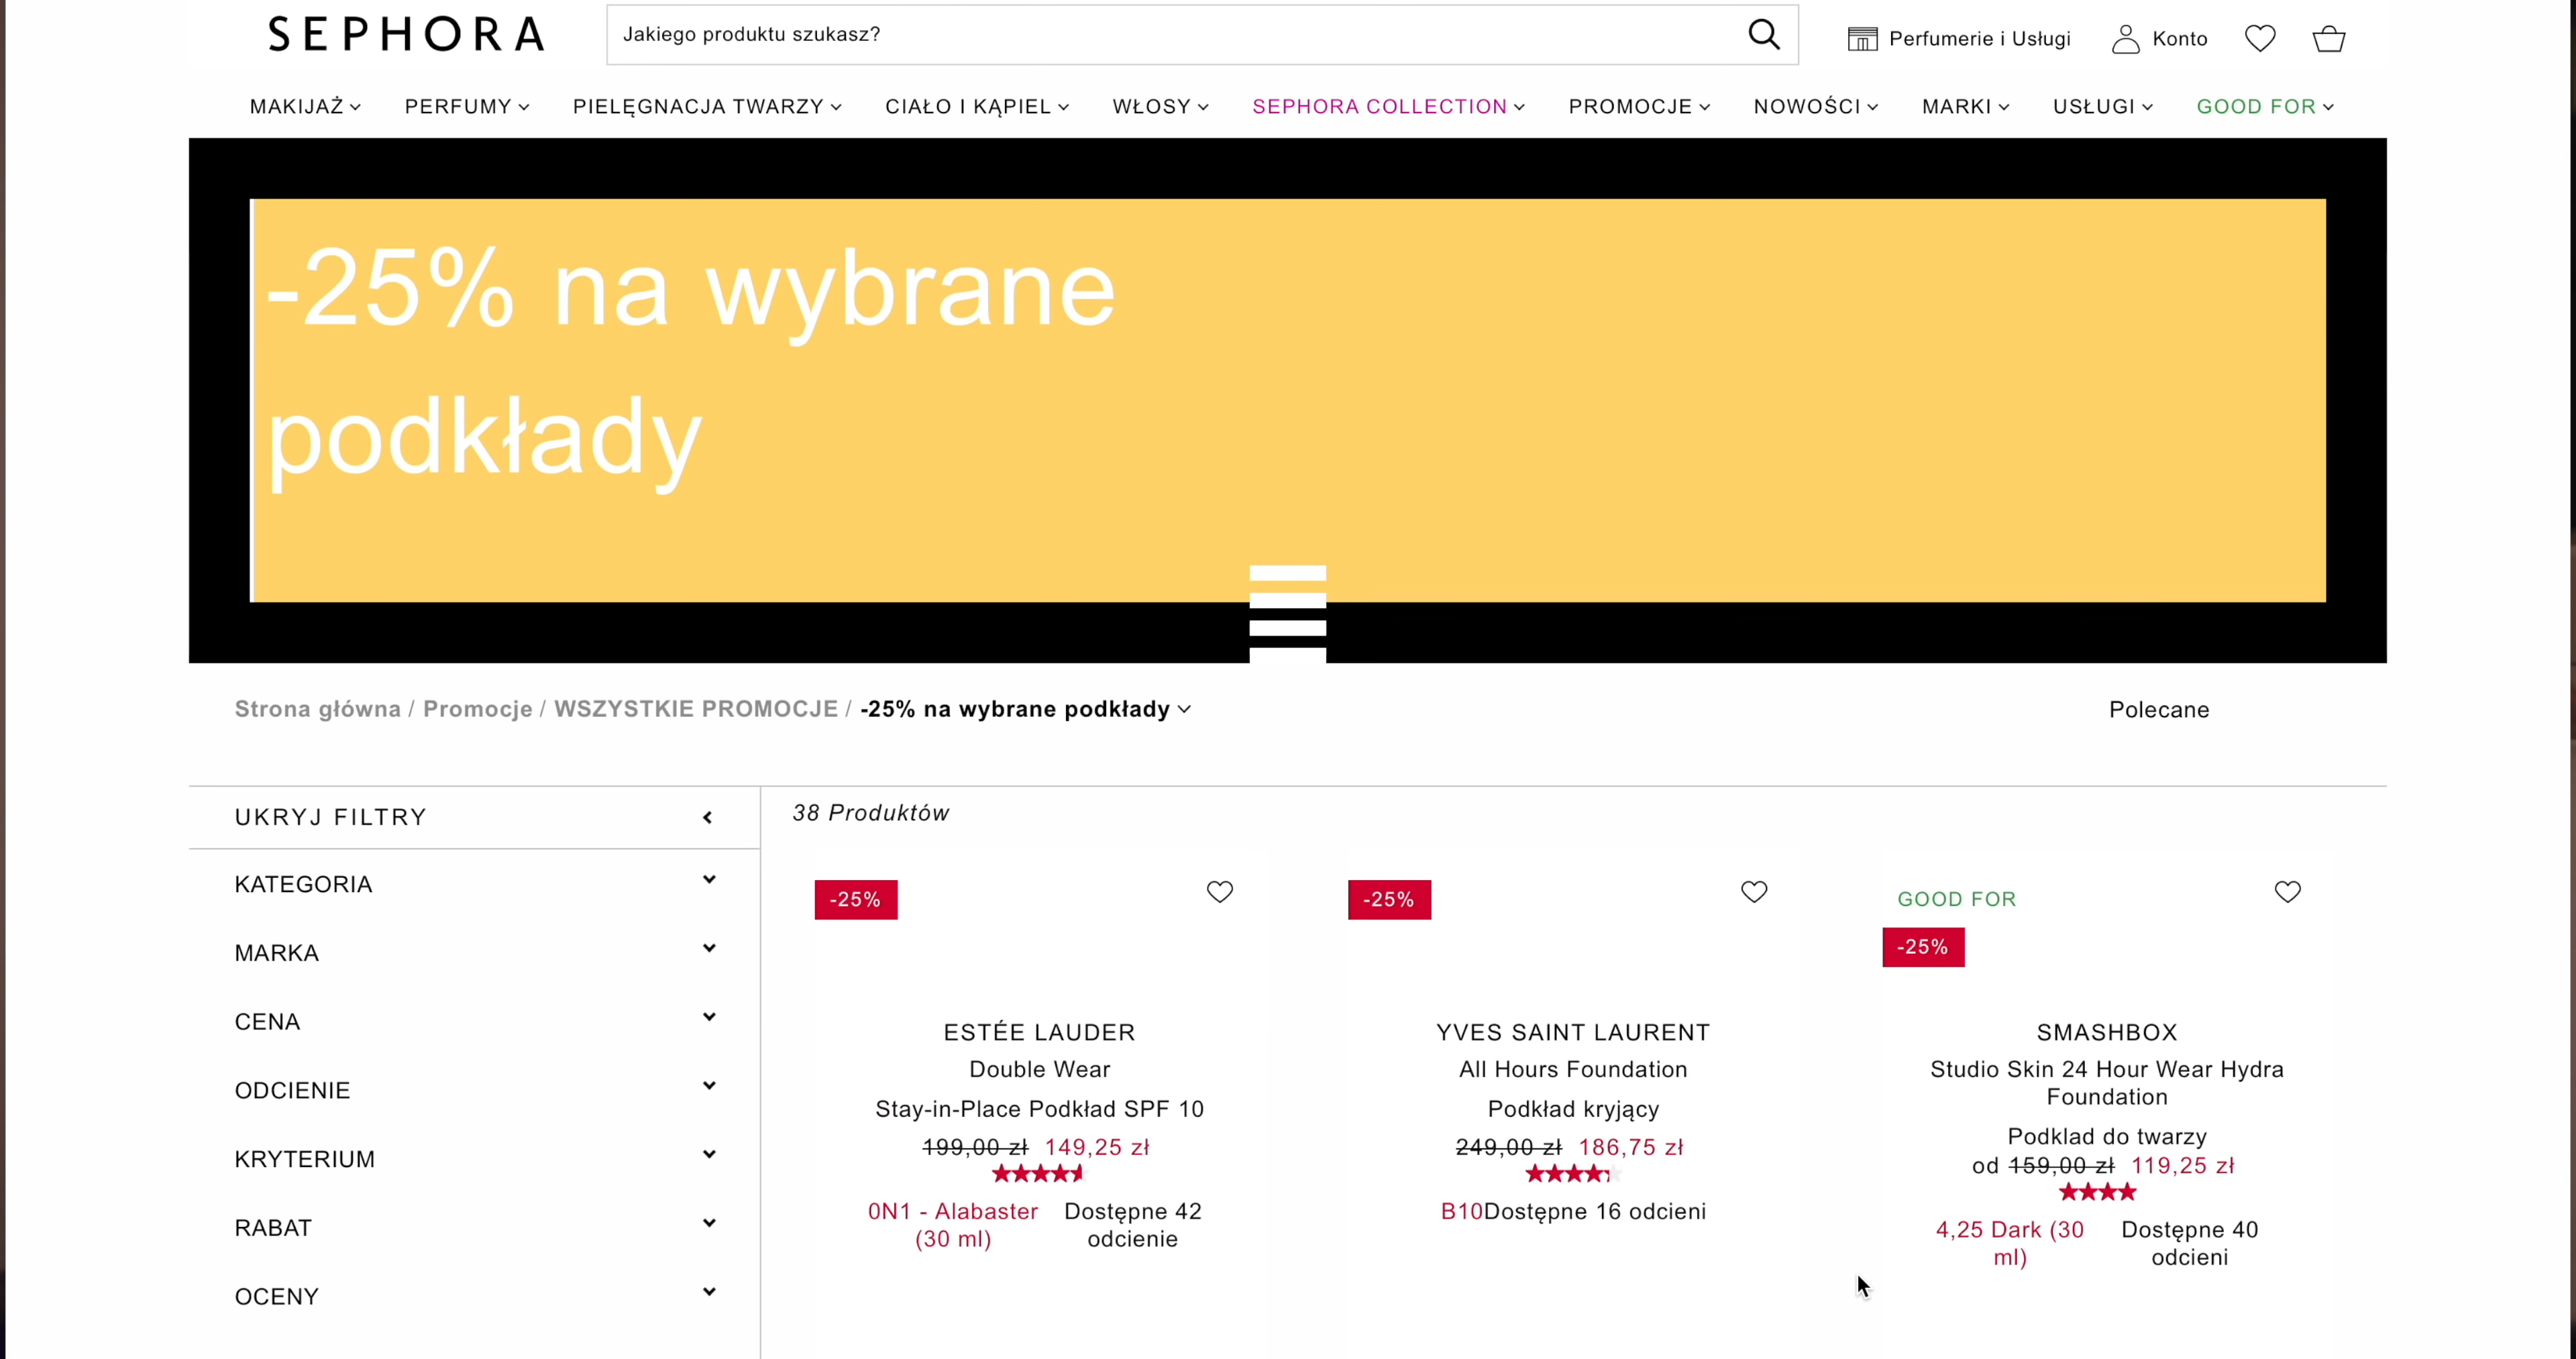 SEPHORA
Jakiego produktu szukasz?
Perfumerie i Usługi
Konto
MAKIJAŻ PERFUMY PIELĘGNACJA TWARZY CIAŁO I KĄPIEL WŁOSY SEPHORA COLLECTION PROMOCJE NOWOŚCI MARKI USŁUGI GOOD FOR
-25% na wybrane
podkłady
Strona główna / Promocje / WSZYSTKIE PROMOCJE / -25% na wybrane podkłady
Polecane
UKRYJ FILTRY
KATEGORIA
MARKA
CENA
ODCIENIE
KRYTERIUM
RABAT
OCENY
38 Produktów
-25%
ESTÉE LAUDER
Double Wear
Stay-in-Place Podkład SPF 10
199,00 zł 149,25 zł
0N1 - Alabaster
(30 ml)
Dostępne 42
odcienie
-25%
YVES SAINT LAURENT
All Hours Foundation
Podkład kryjący
249,00 zł 186,75 zł
B10Dostępne 16 odcieni
GOOD FOR
-25%
SMASHBOX
Studio Skin 24 Hour Wear Hydra
Foundation
Podklad do twarzy
od 159,00 zł 119,25 zł
4,25 Dark (30
ml)
Dostępne 40
odcieni